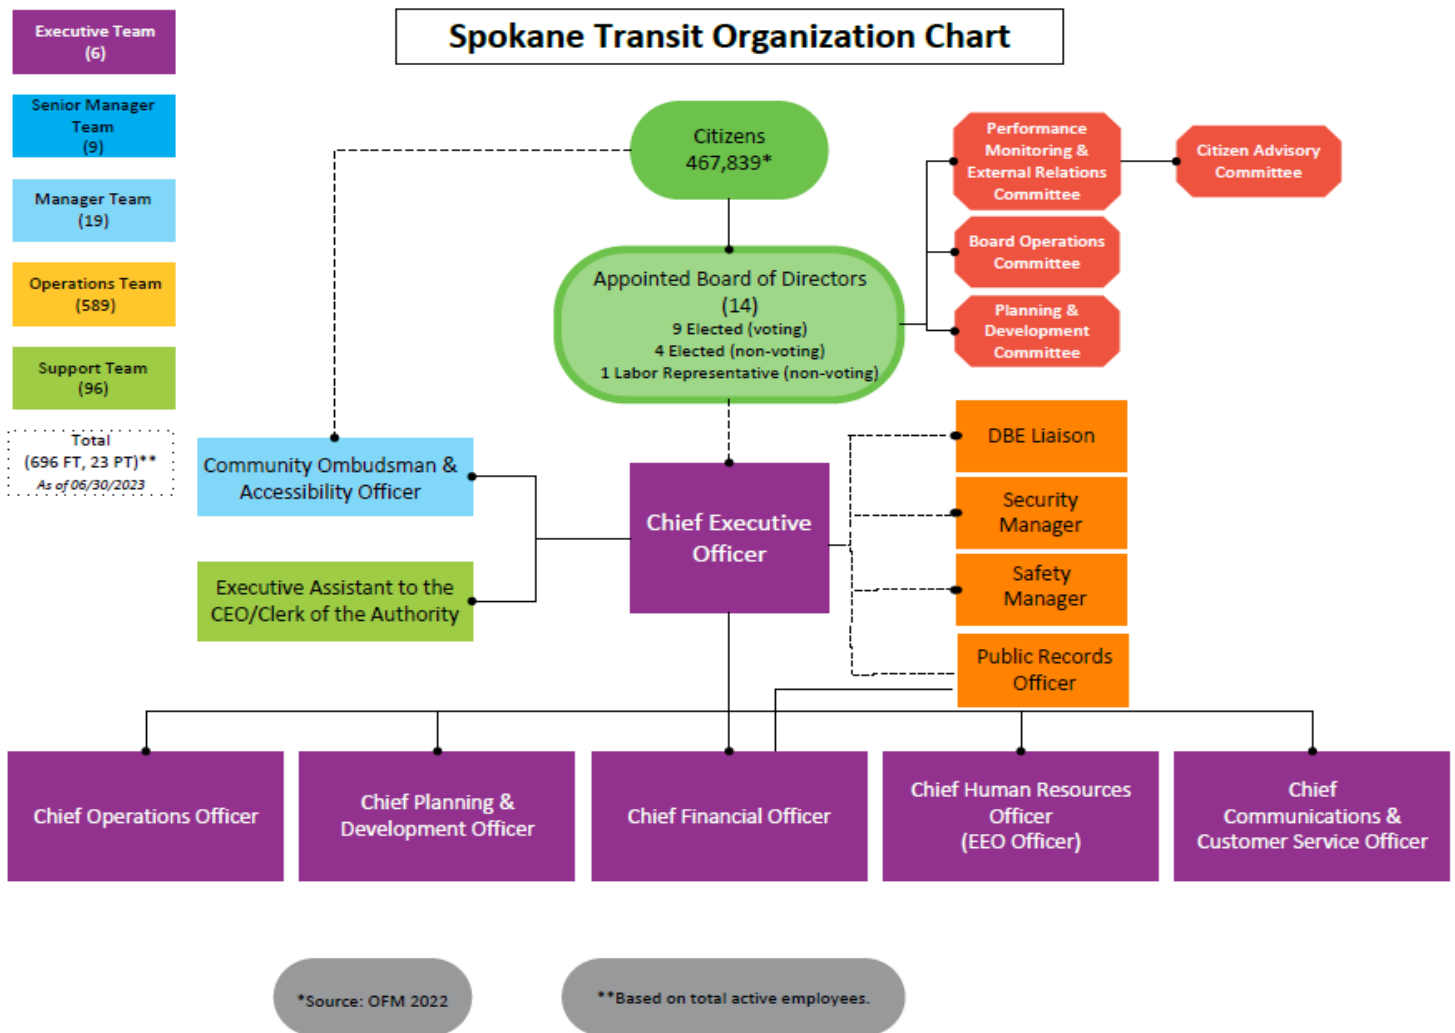 Spokane Transit Organization Chart
Executive Team
(6)
Senior Manager
Team
(9)
Manager Team
(19)
Operations Team
(589)
Support Team
(96)
Total
(696 FT, 23 PT)**
As of 06/30/2023
Citizens
467,839*
Appointed Board of Directors
(14)
9 Elected (voting)
4 Elected (non-voting)
1 Labor Representative (non-voting)
Performance
Monitoring &
External Relations
Committee
Citizen Advisory
Committee
Board Operations
Committee
Planning &
Development
Committee
Community Ombudsman &
Accessibility Officer
Executive Assistant to the
CEO/Clerk of the Authority
Chief Executive
Officer
DBE Liaison
Security
Manager
Safety
Manager
Public Records
Officer
Chief Operations Officer
Chief Planning &
Development Officer
Chief Financial Officer
Chief Human Resources
Officer
(EEO Officer)
Chief
Communications &
Customer Service Officer
*Source: OFM 2022
**Based on total active employees.